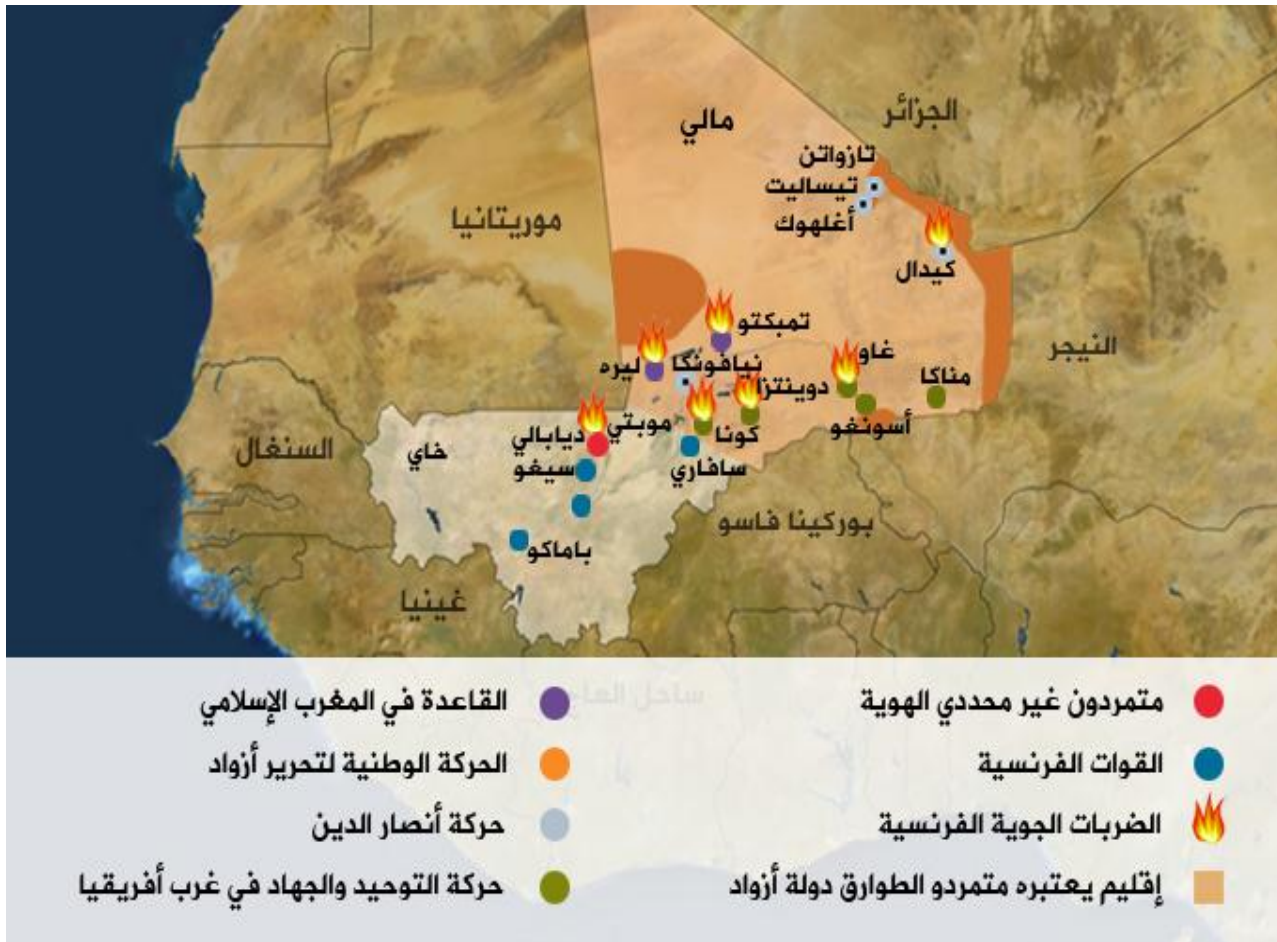 الجزائر
مالي
تازواتن
تيساليت
أغلهوك
موريتانيا
كيدال
تمبكتو
النيجر
غاو
نيافونكا
ليره
مناكا
دوينتزا
أسونغو
موبتي
كونا
ديابالي
السنغال
خاي
سيغو
سافاري
بوركينا فاسو
باماكو
غينيا
ساحل العاج
متمردون غير محددي الهوية
القوات الفرنسية
الضربات الجوية الفرنسية
إقليم يعتبره متمردو الطوارق دولة أزواد
القاعدة في المغرب الإسلامي
الحركة الوطنية لتحرير أزواد
حركة أنصار الدين
حركة التوحيد والجهاد في غرب أفريقيا